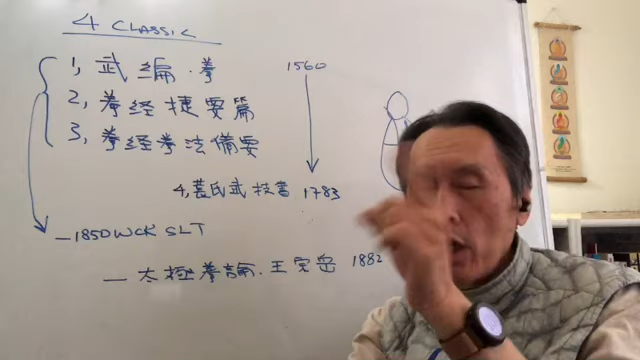 4 CLASSIC
1, 武编.拳
1560
2, 拳经捷要篇
3, 拳经拳法備要
4, 萇氏武技書 1783
—1850 WCK SLT
— 太極拳論.王宗岳 1882